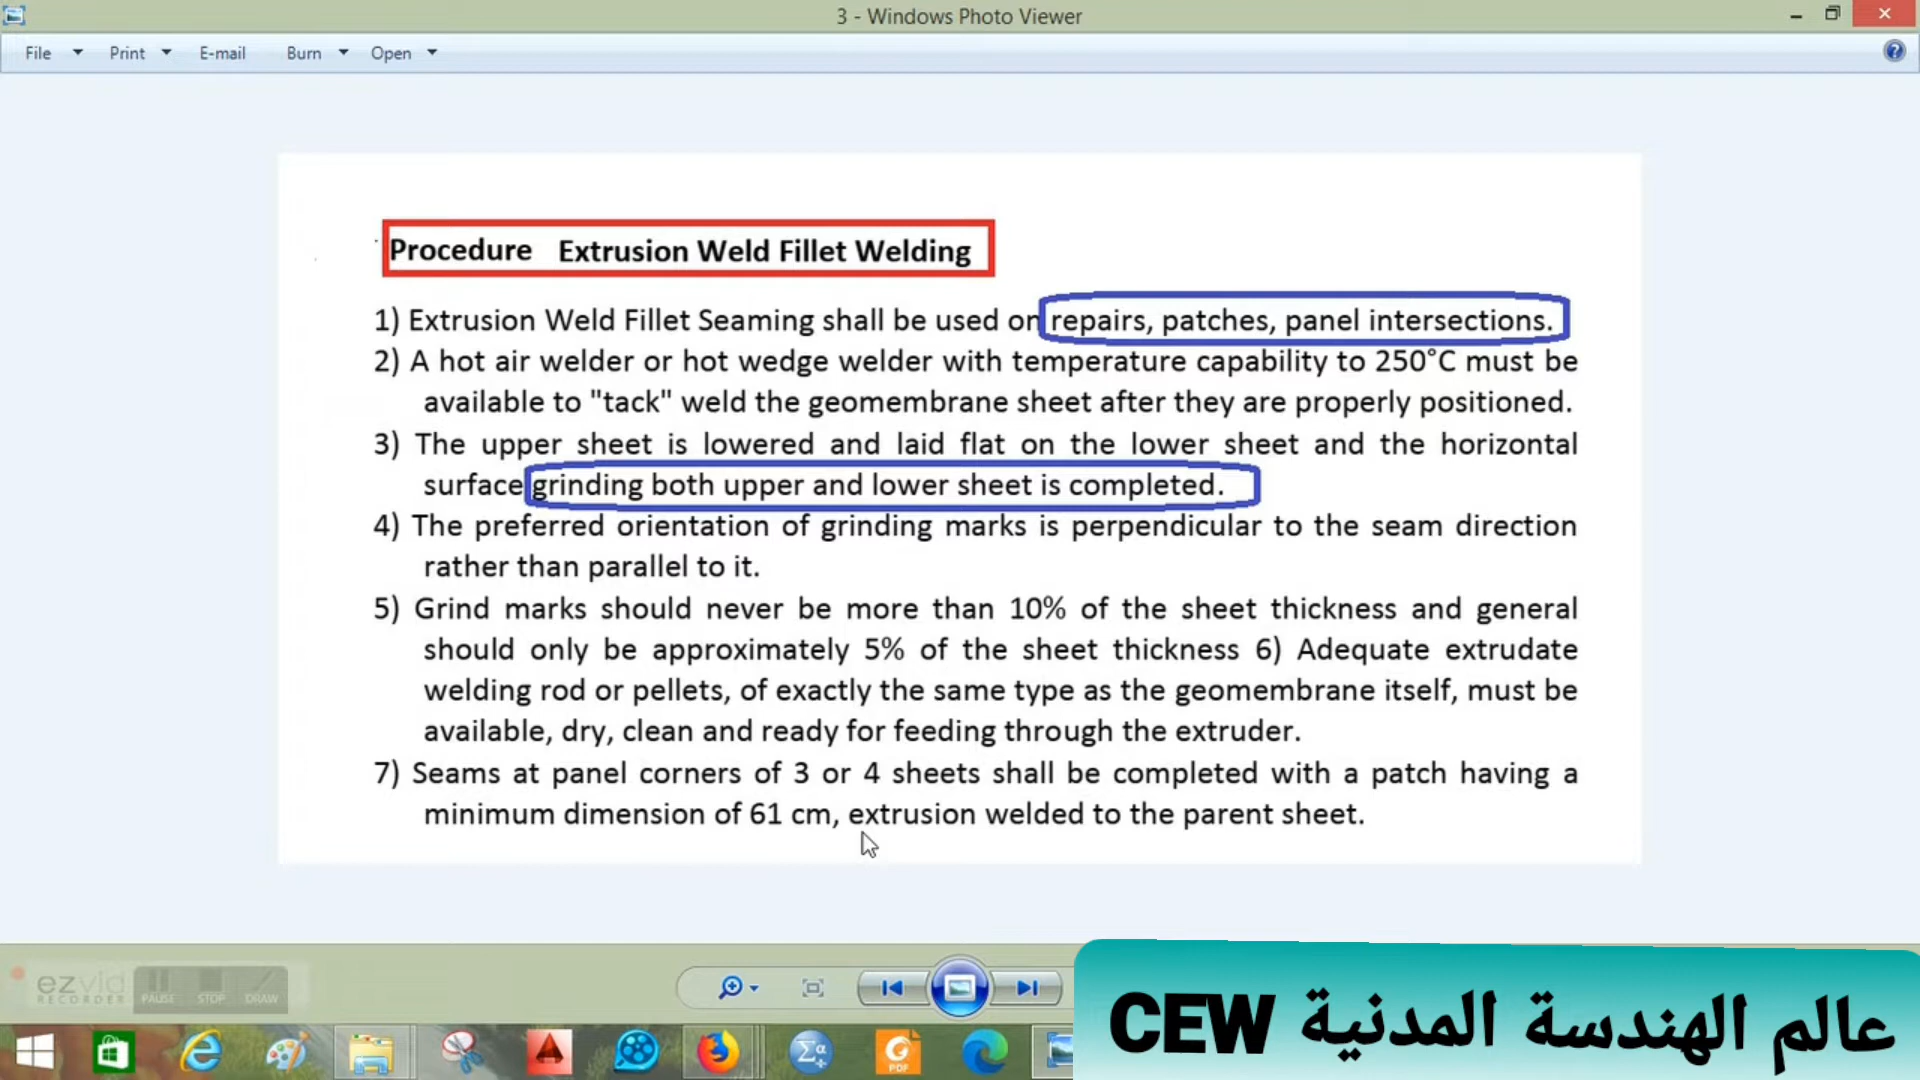 3 - Windows Photo Viewer
File Print E-mail Burn Open
Procedure Extrusion Weld Fillet Welding
1) Extrusion Weld Fillet Seaming shall be used on repairs, patches, panel intersections.
2) A hot air welder or hot wedge welder with temperature capability to 250°C must be
available to "tack" weld the geomembrane sheet after they are properly positioned.
3) The upper sheet is lowered and laid flat on the lower sheet and the horizontal
surface grinding both upper and lower sheet is completed.
4) The preferred orientation of grinding marks is perpendicular to the seam direction
rather than parallel to it.
5) Grind marks should never be more than 10% of the sheet thickness and general
should only be approximately 5% of the sheet thickness 6) Adequate extrudate
welding rod or pellets, of exactly the same type as the geomembrane itself, must be
available, dry, clean and ready for feeding through the extruder.
7) Seams at panel corners of 3 or 4 sheets shall be completed with a patch having a
minimum dimension of 61 cm, extrusion welded to the parent sheet.
ezvid
RECORDER
PAUSE STOP DRAW
عالم الهندسة المدنية CEW
Σα
PDF